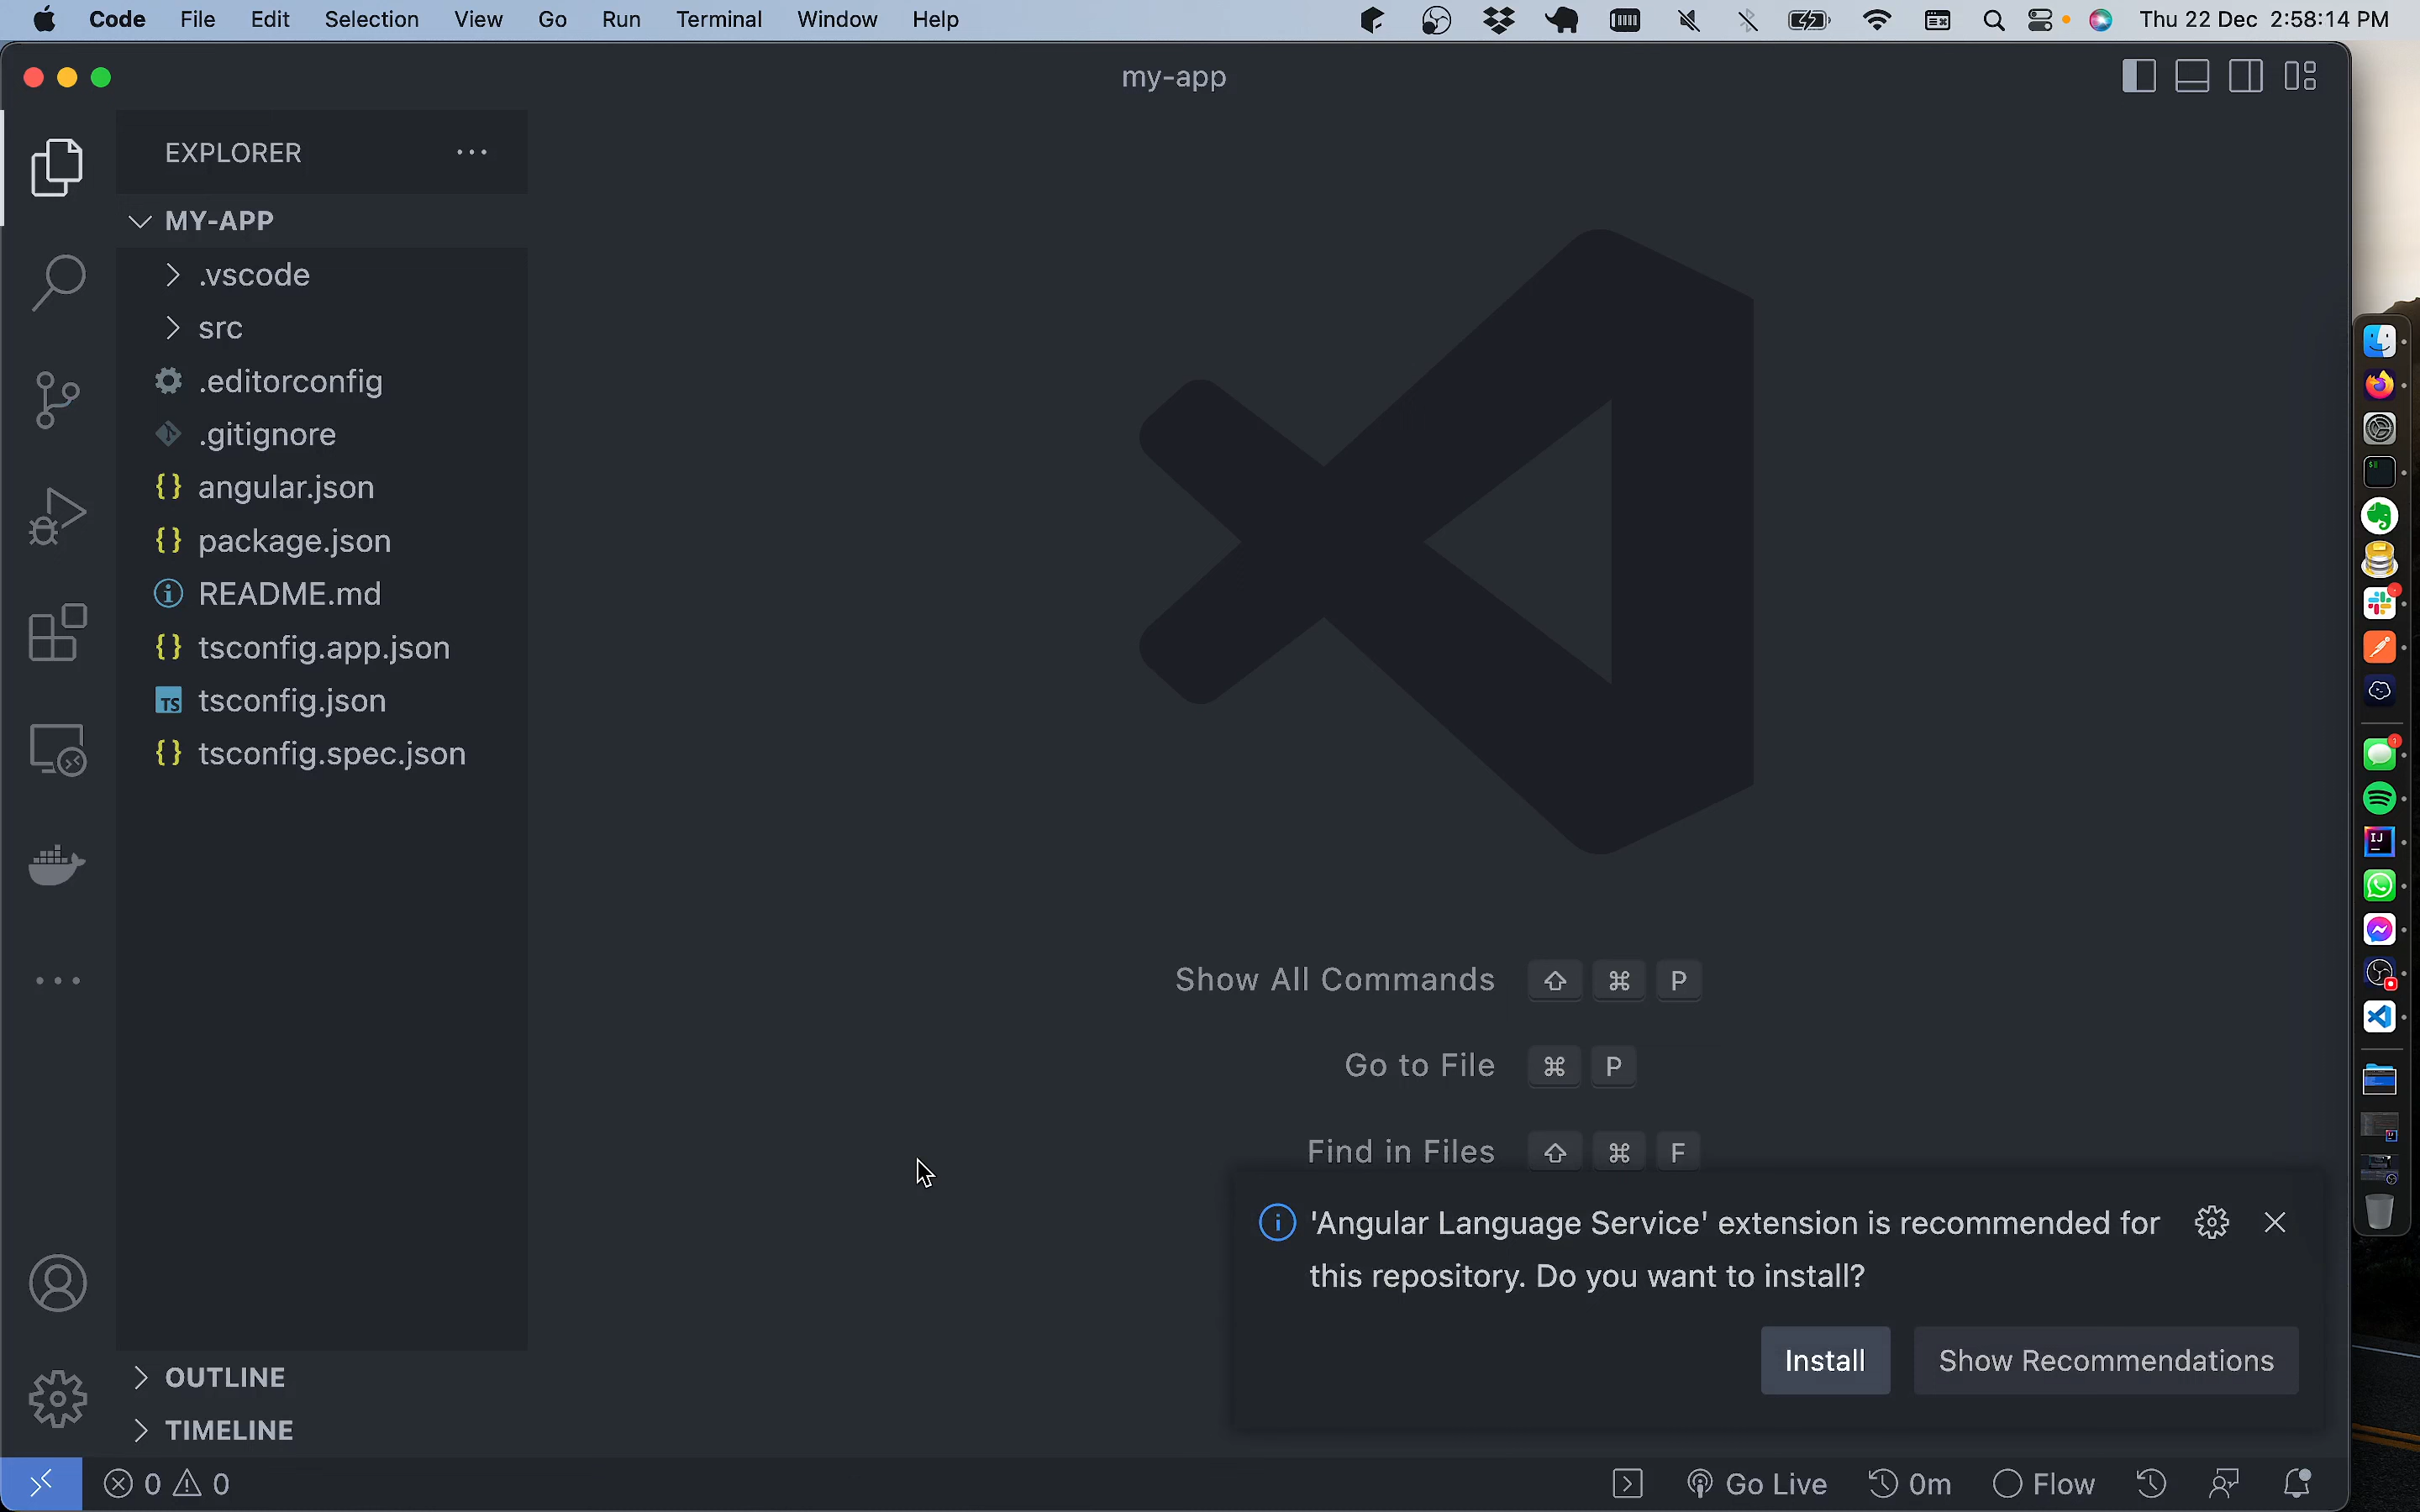 Code File Edit Selection View Go Run Terminal Window Help Thu 22 Dec 2:58:14 PM
my-app
EXPLORER
MY-APP
.vscode
src
.editorconfig
.gitignore
{} angular.json
{} package.json
README.md
{} tsconfig.app.json
TS tsconfig.json
{} tsconfig.spec.json
Show All Commands ⇧ ⌘ P
Go to File ⌘ P
Find in Files ⇧ ⌘ F
'Angular Language Service' extension is recommended for
this repository. Do you want to install?
Install Show Recommendations
OUTLINE
TIMELINE
0 0 Go Live 0m Flow